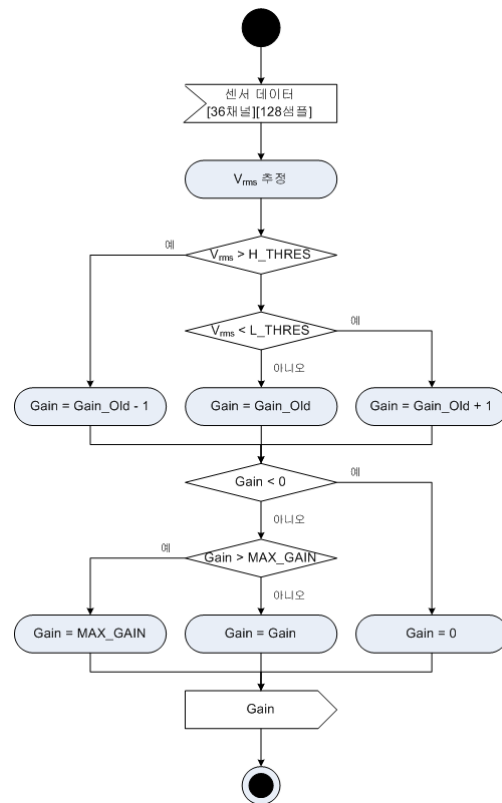 센서 데이터
[36채널][128샘플]
Vrms 추정
예
Vrms > H_THRES
Vrms < L_THRES
예
아니오
Gain = Gain_Old - 1
Gain = Gain_Old
Gain = Gain_Old + 1
Gain < 0
예
아니오
예
Gain > MAX_GAIN
아니오
Gain = MAX_GAIN
Gain = Gain
Gain = 0
Gain